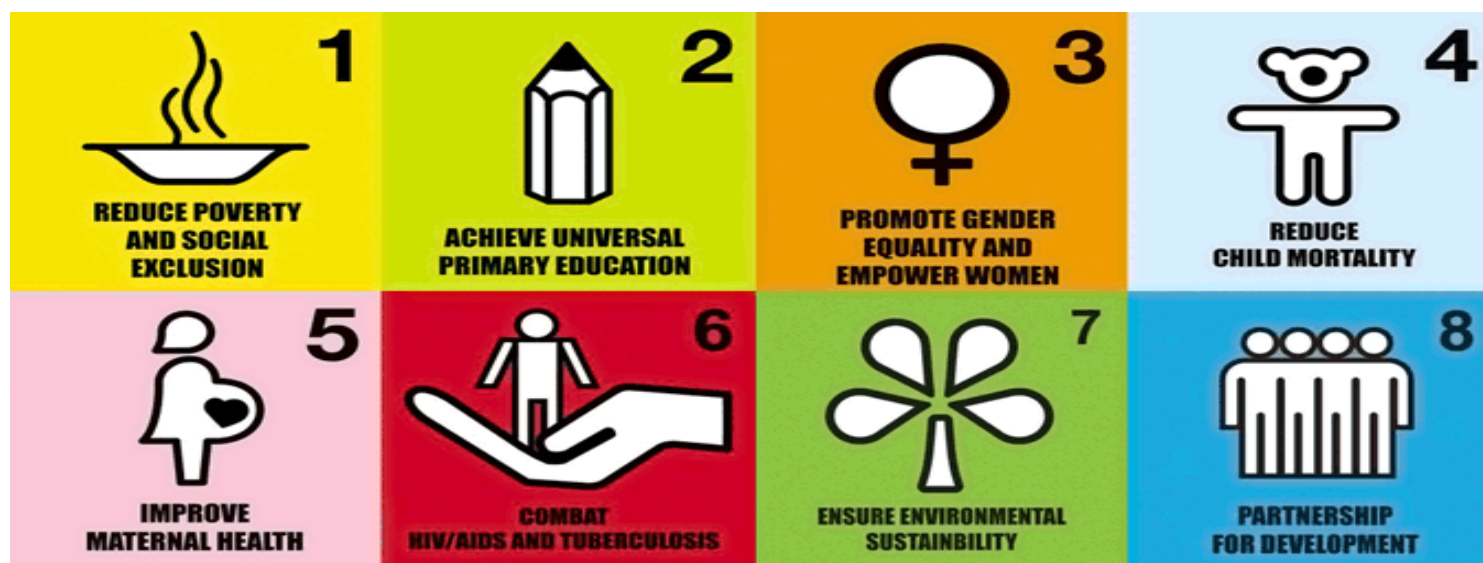 1
REDUCE POVERTY
AND SOCIAL
EXCLUSION
2
ACHIEVE UNIVERSAL
PRIMARY EDUCATION
3
PROMOTE GENDER
EQUALITY AND
EMPOWER WOMEN
4
REDUCE
CHILD MORTALITY
5
IMPROVE
MATERNAL HEALTH
6
COMBAT
HIV/AIDS AND TUBERCULOSIS
7
ENSURE ENVIRONMENTAL
SUSTAINBILITY
8
PARTNERSHIP
FOR DEVELOPMENT